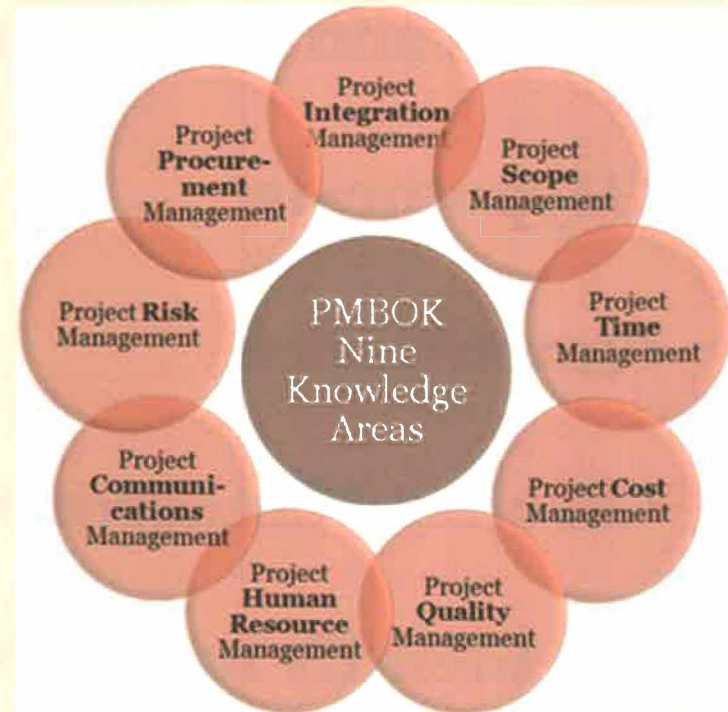 Project
Integration
Management
Project
Scope
Management
Project
Time
Management
Project Cost
Management
Project
Quality
Management
Project
Human
Resource
Management
Project
Communi-
cations
Management
Project Risk
Management
Project
Procure-
ment
Management
PMBOK
Nine
Knowledge
Areas